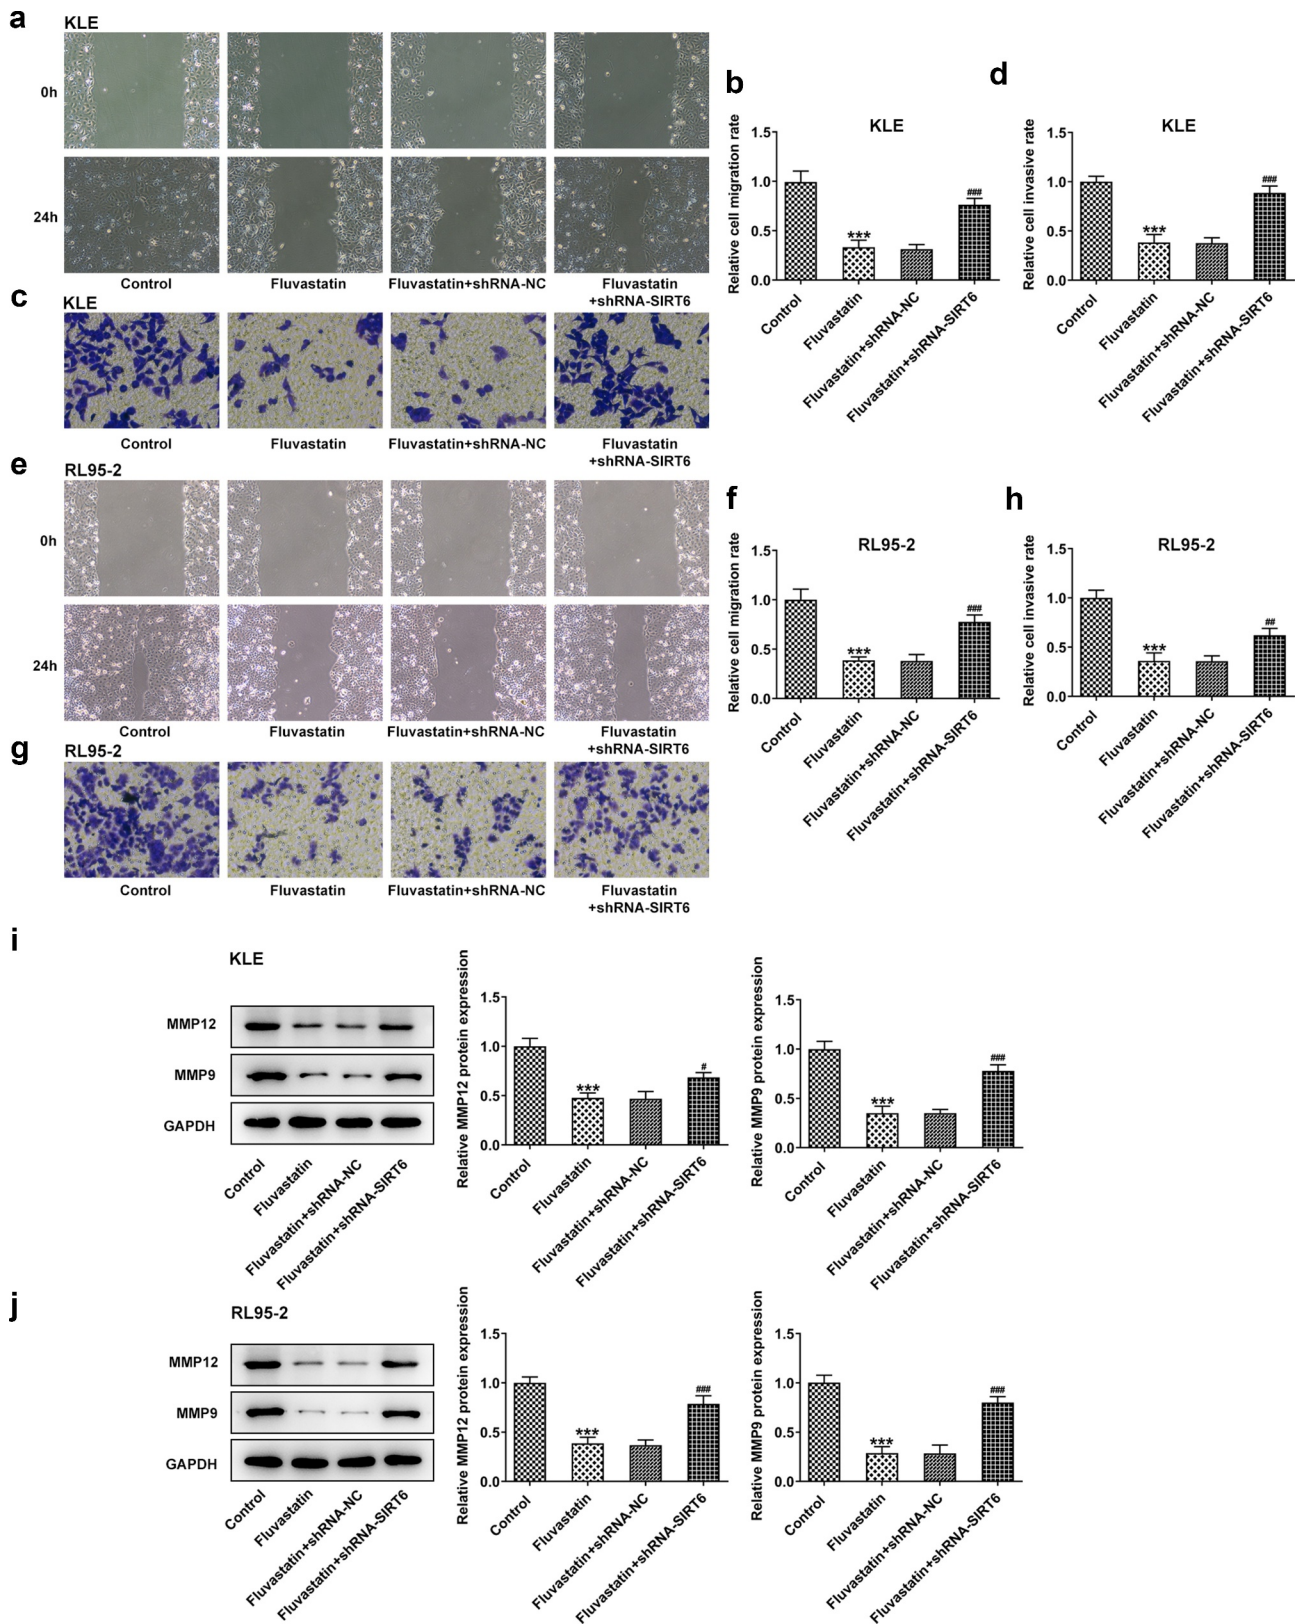 a
KLE
0h
24h
Control
Fluvastatin
Fluvastatin+shRNA-NC
Fluvastatin
+shRNA-SIRT6
b
KLE
Relative cell migration rate
1.5
1.0
0.5
0.0
***
###
Control
Fluvastatin
Fluvastatin+shRNA-NC
Fluvastatin+shRNA-SIRT6
c
KLE
Control
Fluvastatin
Fluvastatin+shRNA-NC
Fluvastatin
+shRNA-SIRT6
d
KLE
Relative cell invasive rate
1.5
1.0
0.5
0.0
***
###
Control
Fluvastatin
Fluvastatin+shRNA-NC
Fluvastatin+shRNA-SIRT6
e
RL95-2
0h
24h
Control
Fluvastatin
Fluvastatin+shRNA-NC
Fluvastatin
+shRNA-SIRT6
f
RL95-2
Relative cell migration rate
1.5
1.0
0.5
0.0
***
###
Control
Fluvastatin
Fluvastatin+shRNA-NC
Fluvastatin+shRNA-SIRT6
g
RL95-2
Control
Fluvastatin
Fluvastatin+shRNA-NC
Fluvastatin
+shRNA-SIRT6
h
RL95-2
Relative cell invasive rate
1.5
1.0
0.5
0.0
***
##
Control
Fluvastatin
Fluvastatin+shRNA-NC
Fluvastatin+shRNA-SIRT6
i
KLE
MMP12
MMP9
GAPDH
Control
Fluvastatin
Fluvastatin+shRNA-NC
Fluvastatin+shRNA-SIRT6
Relative MMP12 protein expression
1.5
1.0
0.5
0.0
***
#
Control
Fluvastatin
Fluvastatin+shRNA-NC
Fluvastatin+shRNA-SIRT6
Relative MMP9 protein expression
1.5
1.0
0.5
0.0
***
###
Control
Fluvastatin
Fluvastatin+shRNA-NC
Fluvastatin+shRNA-SIRT6
j
RL95-2
MMP12
MMP9
GAPDH
Control
Fluvastatin
Fluvastatin+shRNA-NC
Fluvastatin+shRNA-SIRT6
Relative MMP12 protein expression
1.5
1.0
0.5
0.0
***
###
Control
Fluvastatin
Fluvastatin+shRNA-NC
Fluvastatin+shRNA-SIRT6
Relative MMP9 protein expression
1.5
1.0
0.5
0.0
***
###
Control
Fluvastatin
Fluvastatin+shRNA-NC
Fluvastatin+shRNA-SIRT6